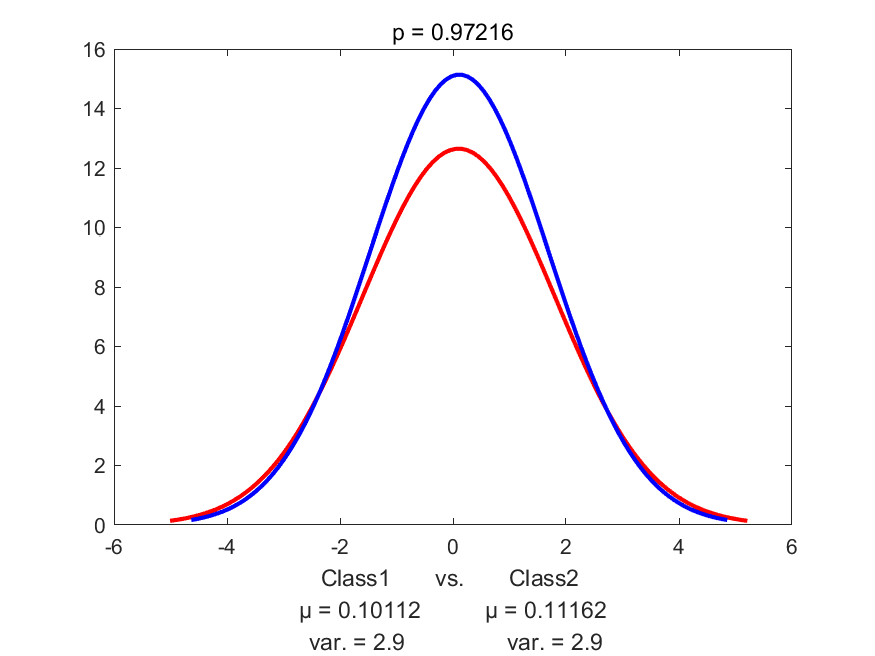 p = 0.97216
16
14
12
10
8
6
4
2
0
-6 -4 -2 0 2 4 6
Class1 vs. Class2
μ = 0.10112 μ = 0.11162
var. = 2.9 var. = 2.9